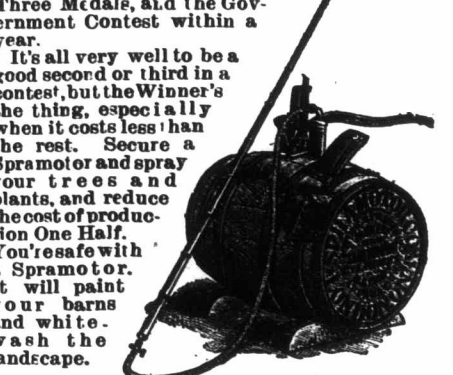 Three Medals, and the Gov-
ernment Contest within a
year.
It's all very well to be a
good second or third in a
contest, but the Winner's
the thing, especially
when it costs less than
the rest. Secure a
Spramotor and spray
your trees and
plants, and reduce
the cost of produc-
tion One Half.
You're safe with
a Spramotor.
It will paint
your barns
and white-
wash the
landscape.